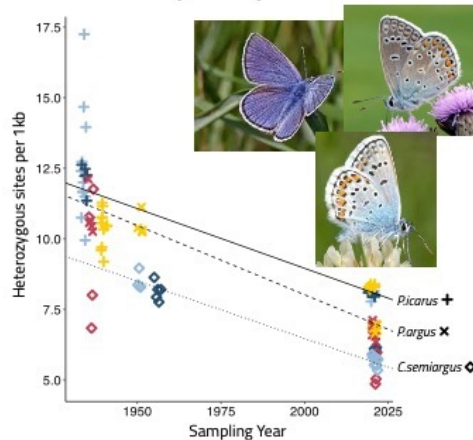 17.5
15.0
12.5
10.0
7.5
5.0
Heterozygous sites per 1kb
1950
1975
2000
2025
Sampling Year
P.icarus +
P.argus ×
C.semiargus ◇